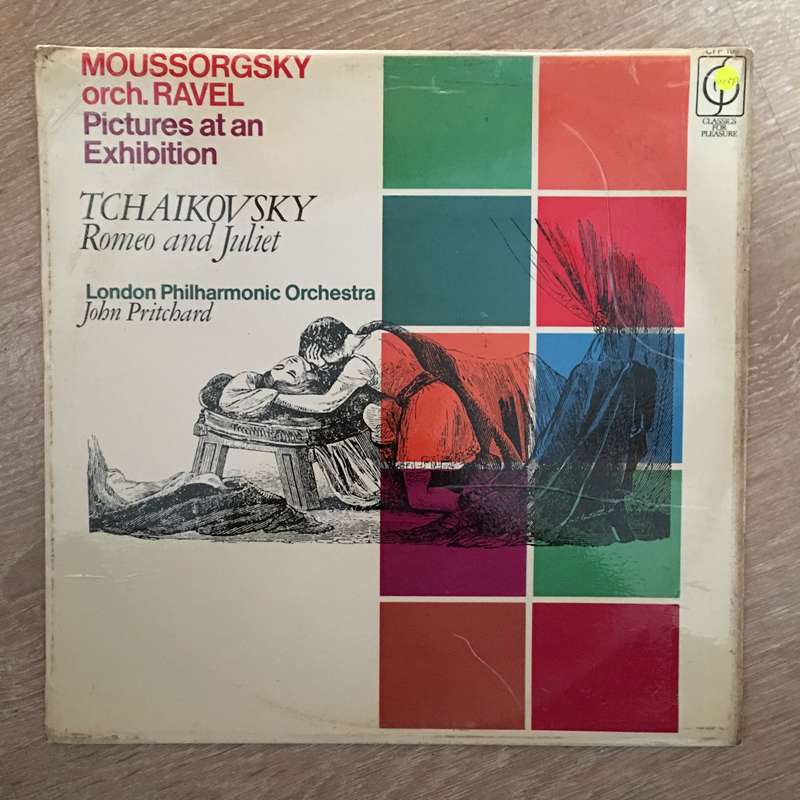 MOUSSORGSKY
orch. RAVEL
Pictures at an
Exhibition
TCHAIKOVSKY
Romeo and Juliet
London Philharmonic Orchestra
John Pritchard
CFP
CLASSICS
FOR
PLEASURE